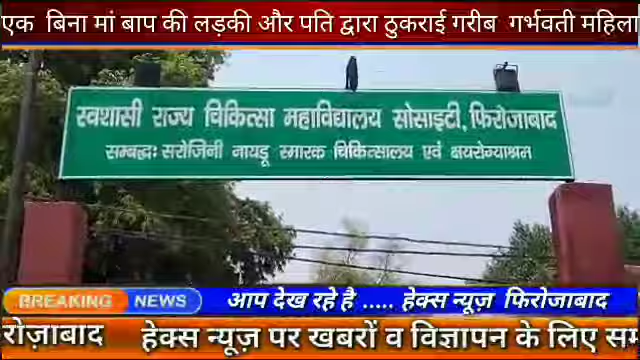 एक बिना मां बाप की लड़की और पति द्वारा ठुकराई गरीब गर्भवती महिला
स्वशासी राज्य चिकित्सा महाविद्यालय सोसाइटी, फिरोजाबाद
सम्बद्धः सरोजिनी नायडू स्मारक चिकित्सालय एवं क्षयरोग्याश्रम
BREAKING NEWS आप देख रहे है ..... हेक्स न्यूज़ फिरोजाबाद
रोज़ाबाद हेक्स न्यूज़ पर खबरों व विज्ञापन के लिए